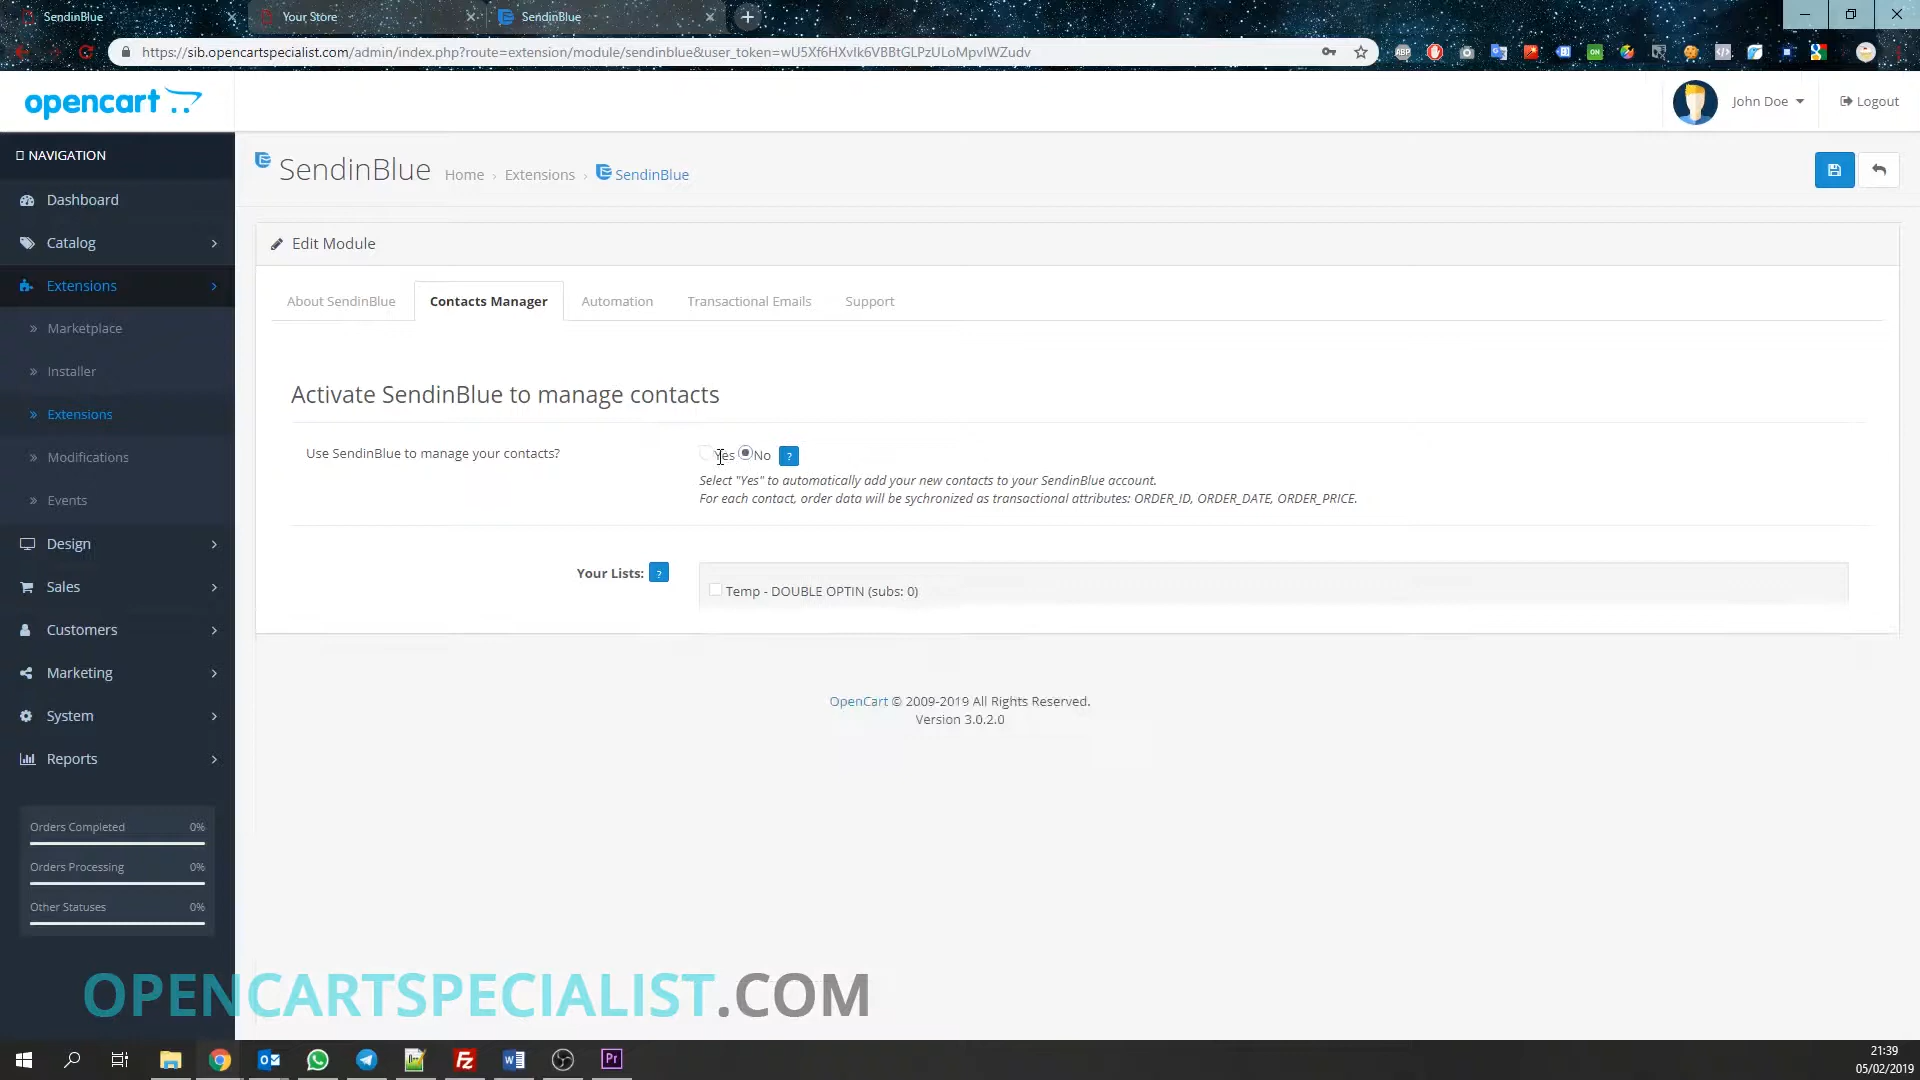 SendinBlue
Your Store
SendinBlue
https://sib.opencartspecialist.com/admin/index.php?route=extension/module/sendinblue&user_token=wU5Xf6HXvIk6VBBtGLPzULoMpvIWZudv
opencart
John Doe
Logout
NAVIGATION
SendinBlue
Home › Extensions › SendinBlue
Dashboard
Catalog
Edit Module
Extensions
About SendinBlue
Contacts Manager
Automation
Transactional Emails
Support
Marketplace
Installer
Activate SendinBlue to manage contacts
Extensions
Use SendinBlue to manage your contacts?
Yes No ?
Modifications
Select "Yes" to automatically add your new contacts to your SendinBlue account.
For each contact, order data will be sychronized as transactional attributes: ORDER_ID, ORDER_DATE, ORDER_PRICE.
Events
Design
Your Lists: ?
Temp - DOUBLE OPTIN (subs: 0)
Sales
Customers
Marketing
OpenCart © 2009-2019 All Rights Reserved.
Version 3.0.2.0
System
Reports
Orders Completed 0%
Orders Processing 0%
Other Statuses 0%
OPENCARTSPECIALIST.COM
21:39
05/02/2019